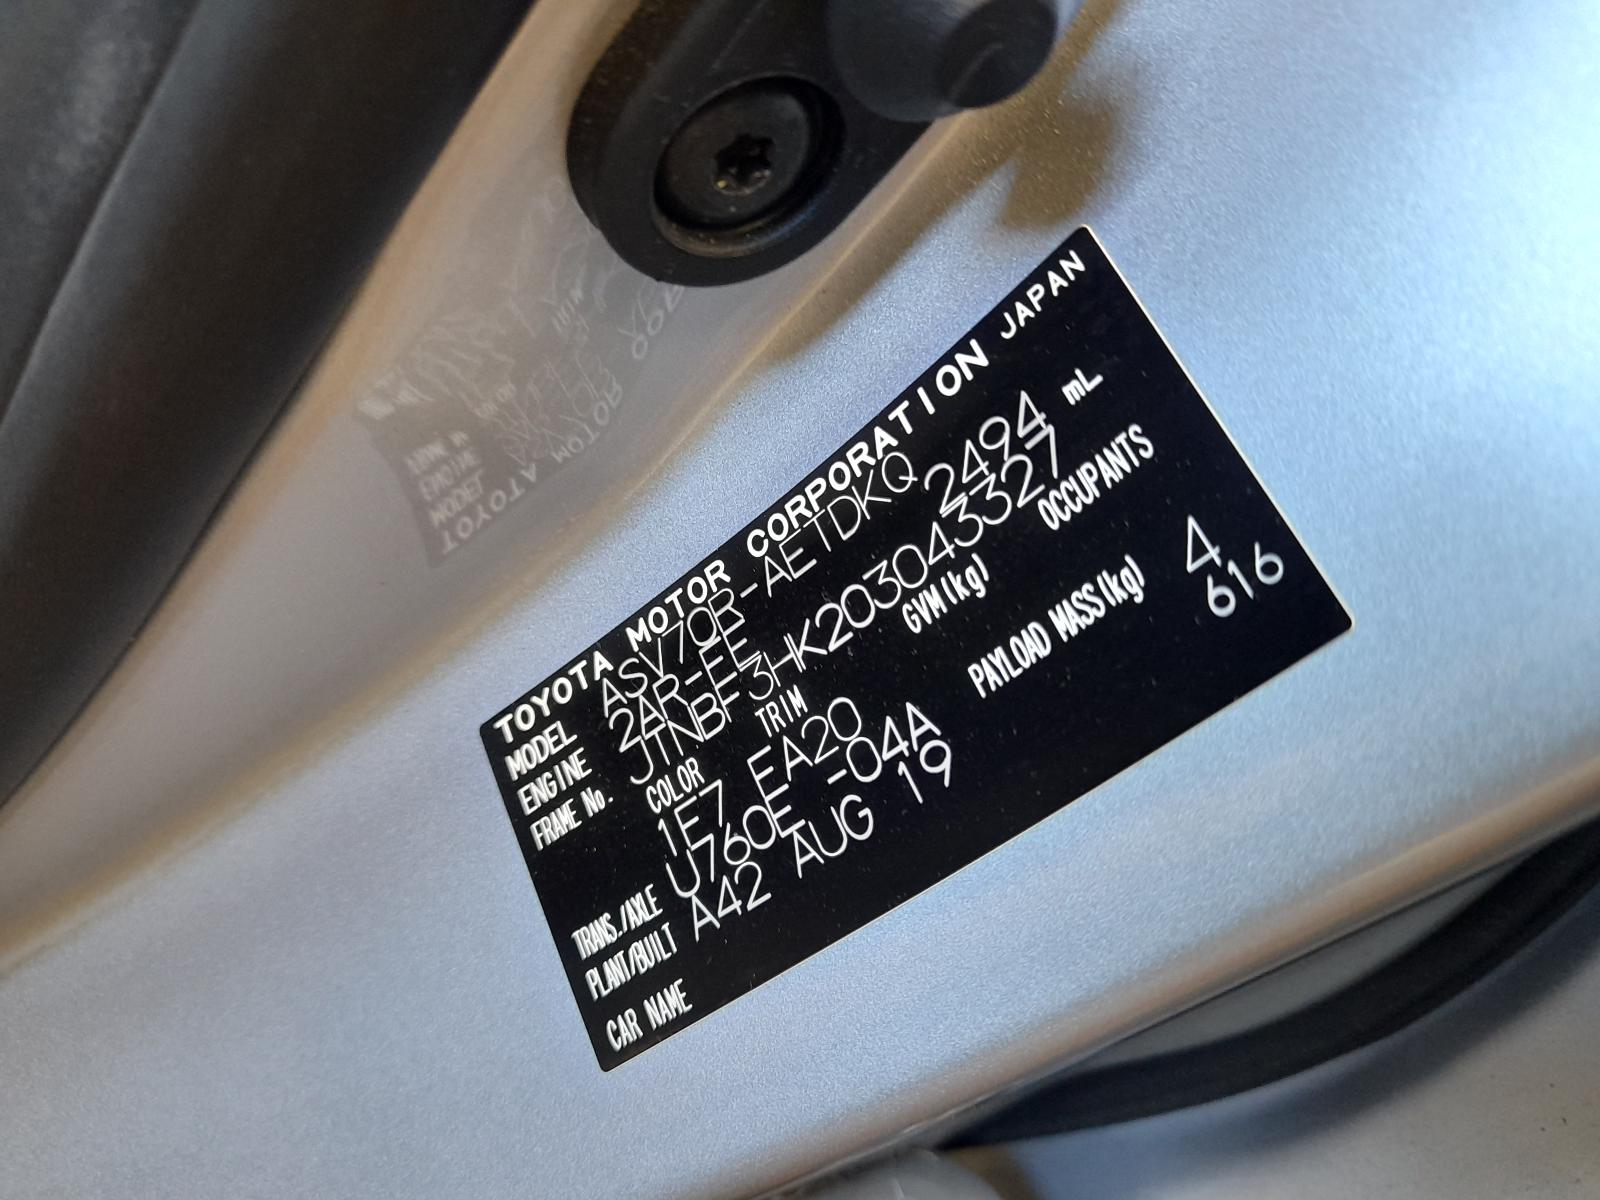 TOYOTA MOTOR CORPORATION JAPAN
MODEL ASV70R-AETDKQ
ENGINE 2AR-FE 2494 mL
FRAME No. JTNBF3HK203043327
COLOR TRIM GVM(kg) OCCUPANTS
1F7 EA20 4
PAYLOAD MASS(kg) 616
TRANS./AXLE U760E -04A
PLANT/BUILT A42 AUG 19
CAR NAME